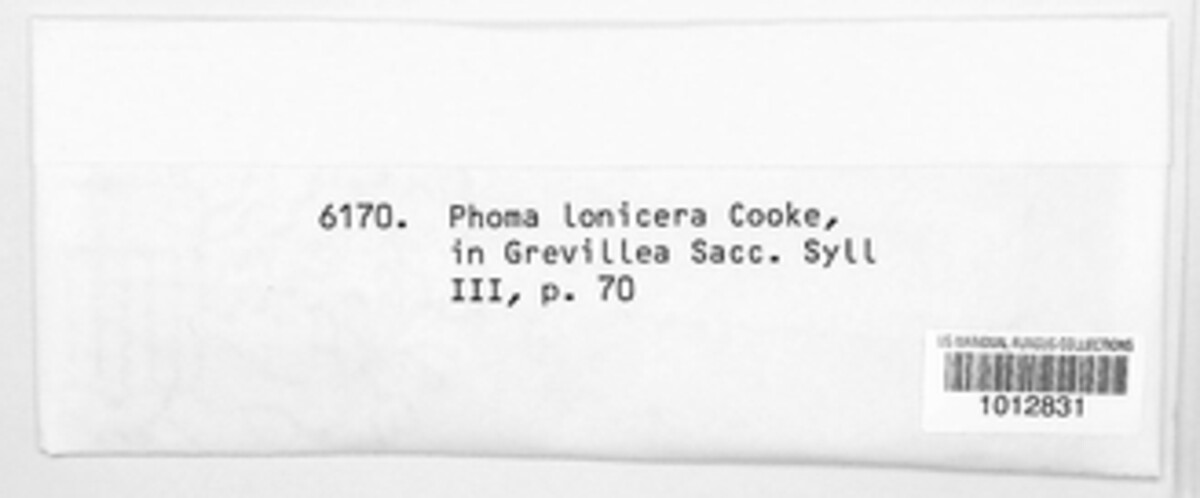 6170. Phoma lonicera Cooke,
in Grevillea Sacc. Syll
III, p. 70
US NATIONAL FUNGUS COLLECTIONS
1012831